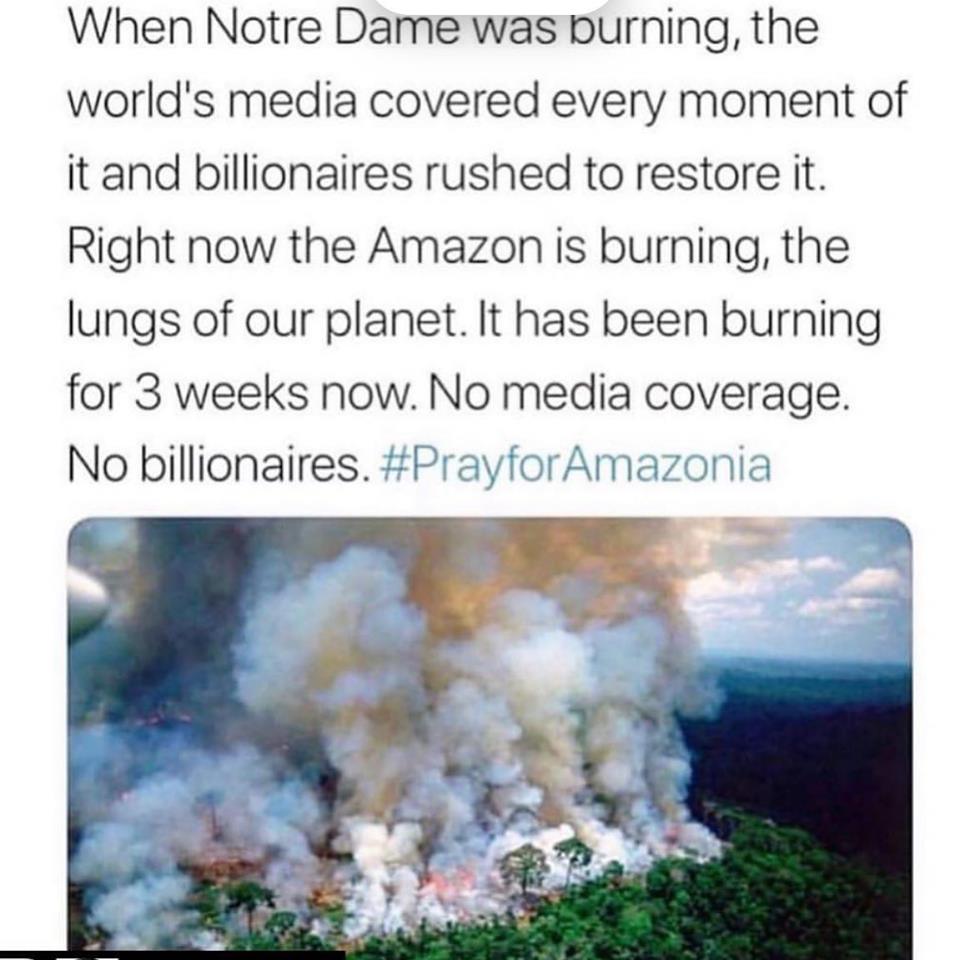 When Notre Dame was burning, the
world's media covered every moment of
it and billionaires rushed to restore it.
Right now the Amazon is burning, the
lungs of our planet. It has been burning
for 3 weeks now. No media coverage.
No billionaires. #PrayforAmazonia